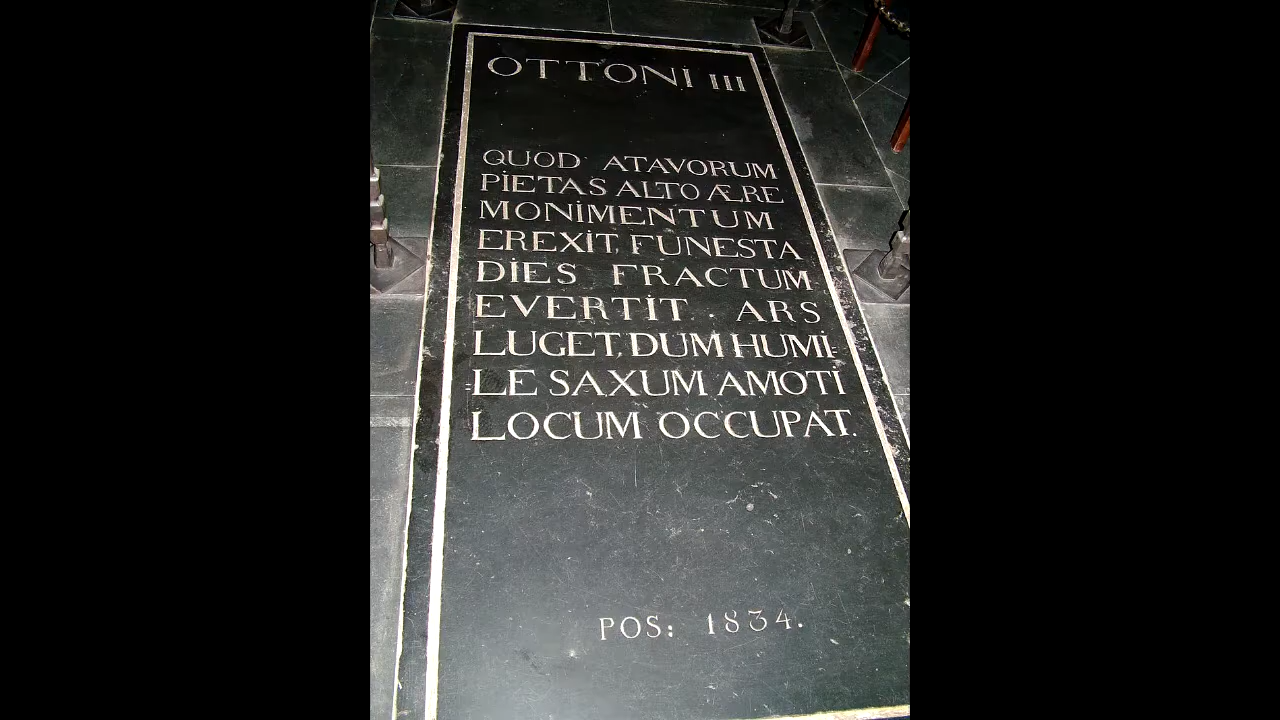 OTTONI III
QUOD ATAVORUM
PIETAS ALTO ÆRE
MONIMENTUM
EREXIT, FUNESTA
DIES FRACTUM
EVERTIT . ARS
LUGET, DUM HUMI=
=LE SAXUM AMOTI
LOCUM OCCUPAT.
POS: 1834.